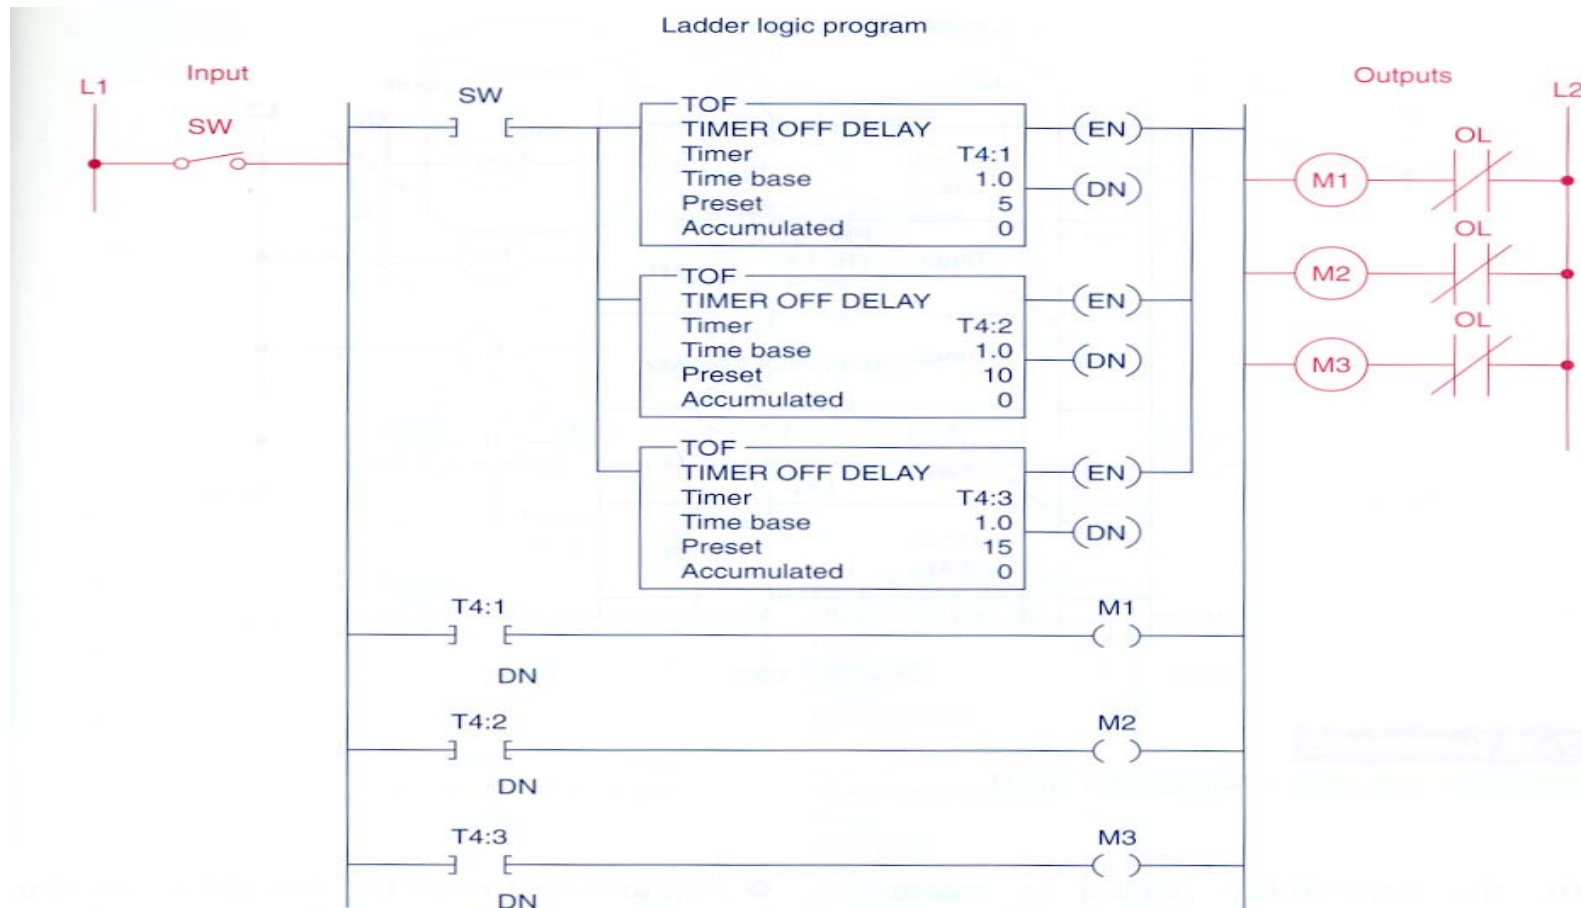 Ladder logic program
Input
Outputs
L1
L2
SW
SW
TOF
TIMER OFF DELAY
Timer T4:1
Time base 1.0
Preset 5
Accumulated 0
EN
DN
TOF
TIMER OFF DELAY
Timer T4:2
Time base 1.0
Preset 10
Accumulated 0
EN
DN
TOF
TIMER OFF DELAY
Timer T4:3
Time base 1.0
Preset 15
Accumulated 0
EN
DN
OL
M1
OL
M2
OL
M3
T4:1
DN
M1
T4:2
DN
M2
T4:3
DN
M3